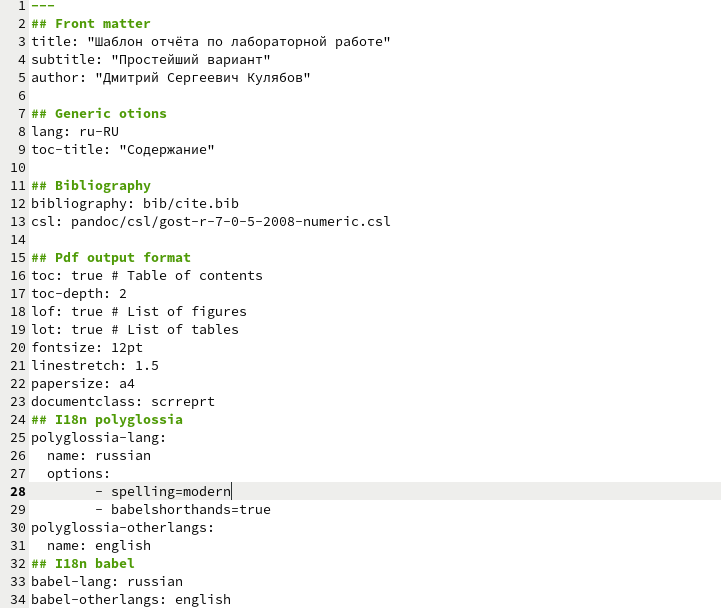 1 ---
2 ## Front matter
3 title: "Шаблон отчёта по лабораторной работе"
4 subtitle: "Простейший вариант"
5 author: "Дмитрий Сергеевич Кулябов"
6
7 ## Generic otions
8 lang: ru-RU
9 toc-title: "Содержание"
10
11 ## Bibliography
12 bibliography: bib/cite.bib
13 csl: pandoc/csl/gost-r-7-0-5-2008-numeric.csl
14
15 ## Pdf output format
16 toc: true # Table of contents
17 toc-depth: 2
18 lof: true # List of figures
19 lot: true # List of tables
20 fontsize: 12pt
21 linestretch: 1.5
22 papersize: a4
23 documentclass: scrreprt
24 ## I18n polyglossia
25 polyglossia-lang:
26   name: russian
27   options:
28         - spelling=modern
29         - babelshorthands=true
30 polyglossia-otherlangs:
31   name: english
32 ## I18n babel
33 babel-lang: russian
34 babel-otherlangs: english